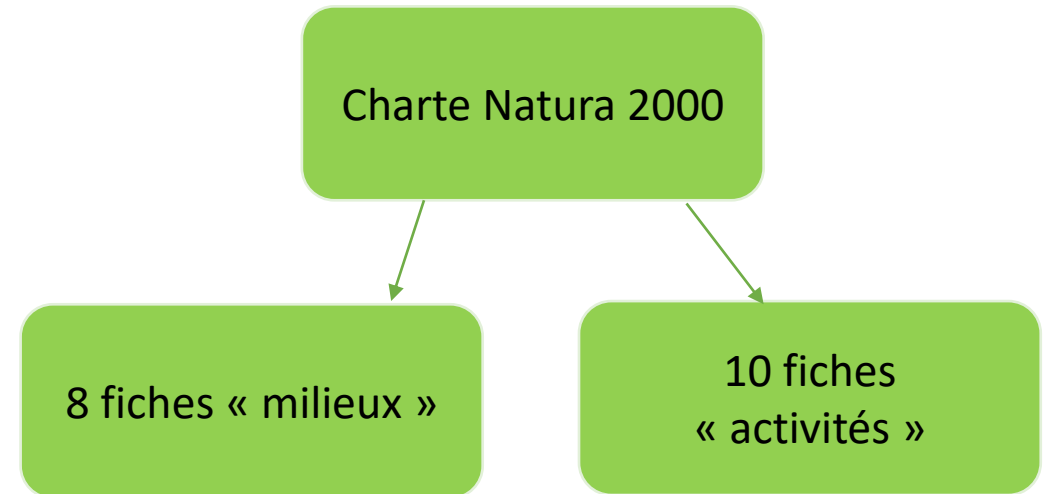 Charte Natura 2000
8 fiches « milieux »
10 fiches
« activités »